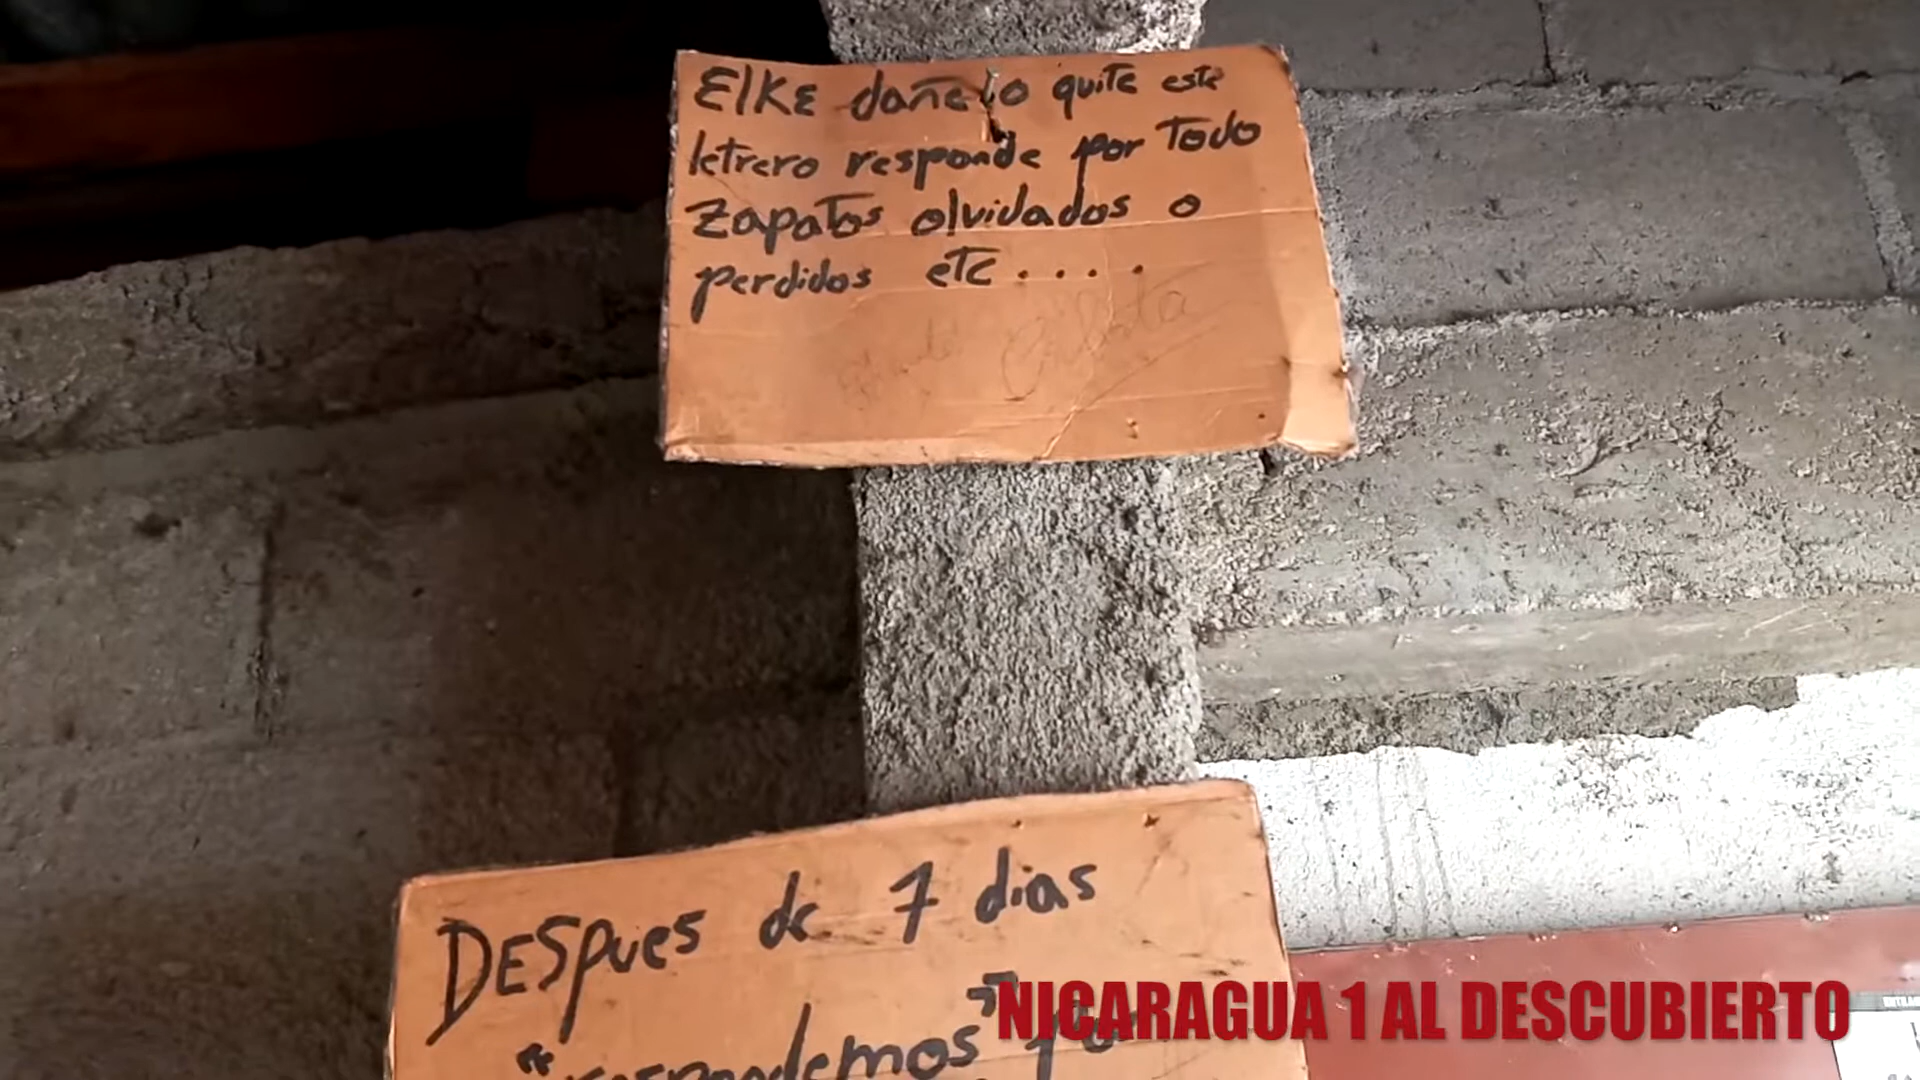 ElKE dañe lo quite este
letrero responde por Todo
Zapatos olvidados o
perdidos etc....
DESpues de 7 dias
NICARAGUA 1 AL DESCUBIERTO